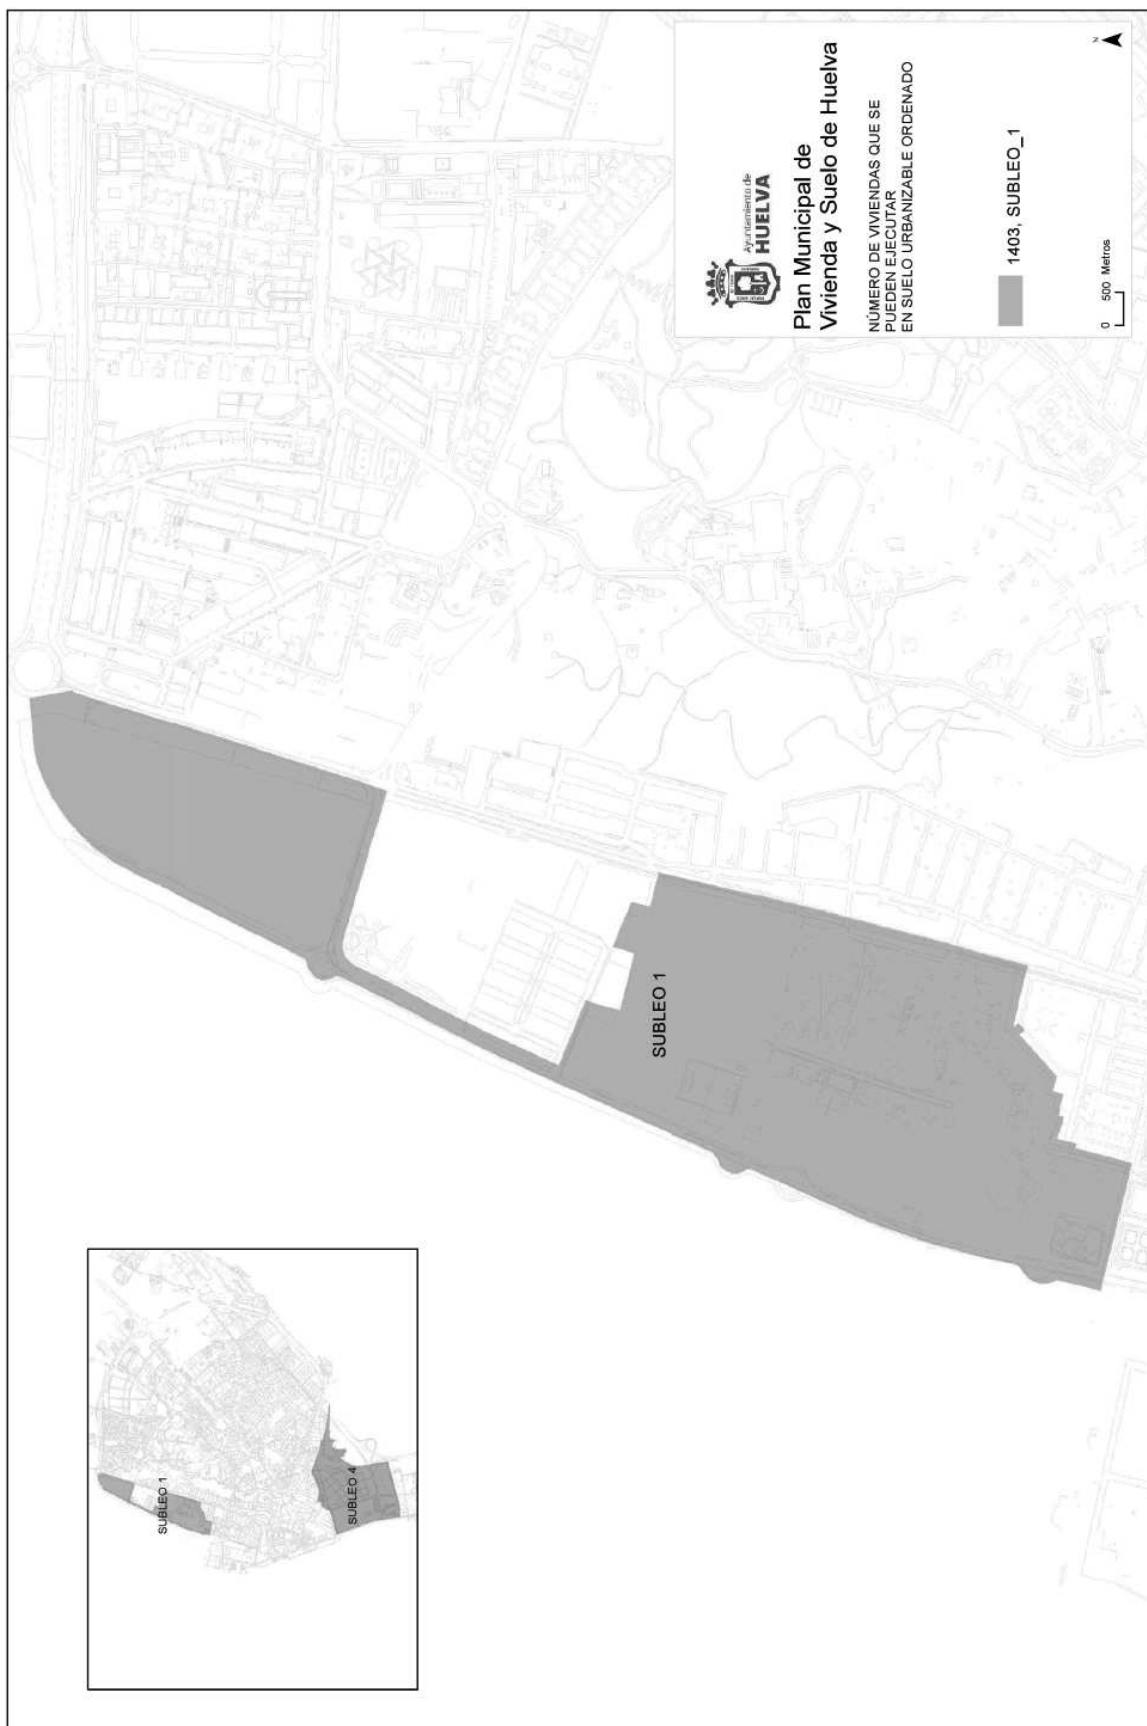 Ayuntamiento de
HUELVA
Plan Municipal de
Vivienda y Suelo de Huelva
NÚMERO DE VIVIENDAS QUE SE
PUEDEN EJECUTAR
EN SUELO URBANIZABLE ORDENADO
1403, SUBLEO_1
0 500 Metros
N
SUBLEO 1
SUBLEO 1
SUBLEO 4